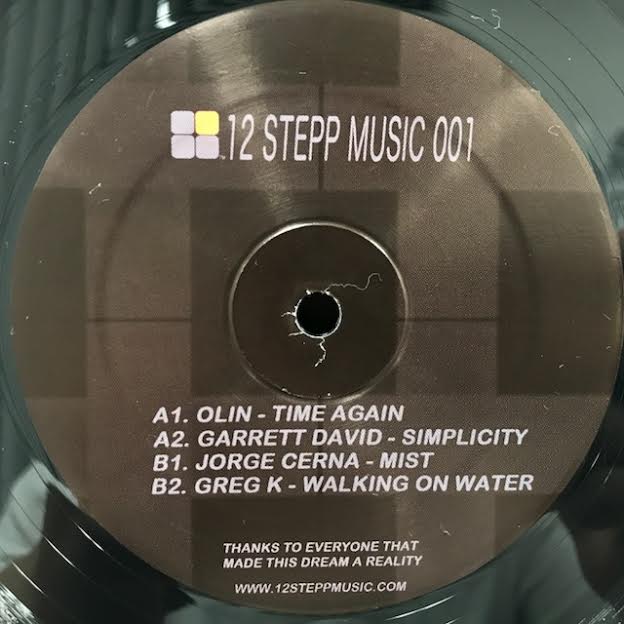 12 STEPP MUSIC 001
A1. OLIN - TIME AGAIN
A2. GARRETT DAVID - SIMPLICITY
B1. JORGE CERNA - MIST
B2. GREG K - WALKING ON WATER
THANKS TO EVERYONE THAT
MADE THIS DREAM A REALITY
WWW.12STEPPMUSIC.COM